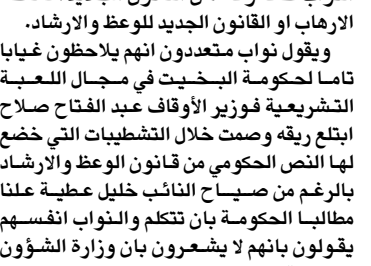 الارهاب او القانون الجديد للوعظ والارشاد.
ويقول نواب متعددون انهم يلاحظون غيابا
تاما لحكومة البخيت في مجال اللعبة
التشريعية فوزير الأوقاف عبد الفتاح صلاح
ابتلع ريقه وصمت خلال التشطيبات التي خضع
لها النص الحكومي من قانون الوعظ والارشاد
بالرغم من صياح النائب خليل عطية علنا
مطالبا الحكومة بان تتكلم والنواب انفسهم
يقولون بانهم لا يشعرون بان وزارة الشؤون